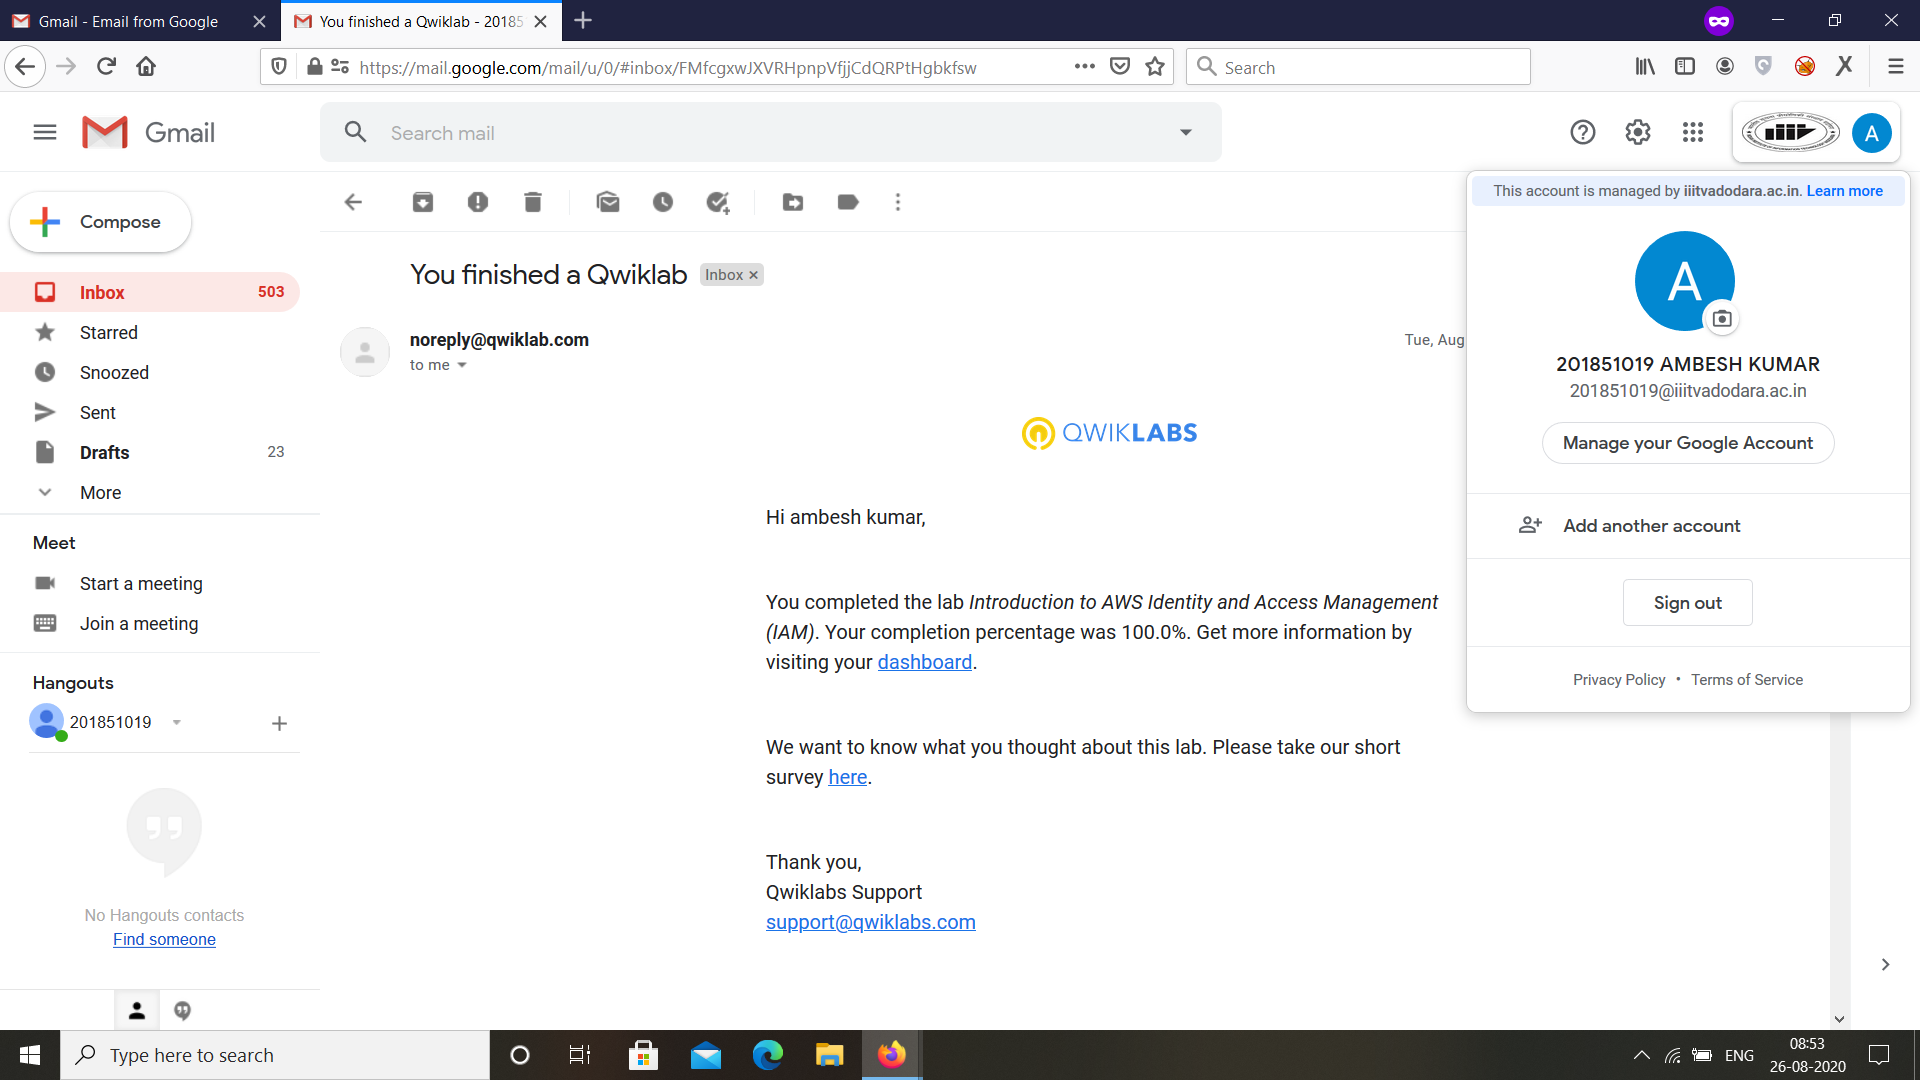 Gmail - Email from Google
You finished a Qwiklab - 20185
https://mail.google.com/mail/u/0/#inbox/FMfcgxwJXVRHpnpVfjjCdQRPtHgbkfsw
Search
Gmail
Search mail
A
This account is managed by iiitvadodara.ac.in. Learn more
A
201851019 AMBESH KUMAR
201851019@iiitvadodara.ac.in
Manage your Google Account
Add another account
Sign out
Privacy Policy • Terms of Service
Compose
Inbox 503
Starred
Snoozed
Sent
Drafts 23
More
Meet
Start a meeting
Join a meeting
Hangouts
201851019
No Hangouts contacts
Find someone
You finished a Qwiklab Inbox
noreply@qwiklab.com Tue, Aug
to me
QWIKLABS
Hi ambesh kumar,
You completed the lab Introduction to AWS Identity and Access Management
(IAM). Your completion percentage was 100.0%. Get more information by
visiting your dashboard.
We want to know what you thought about this lab. Please take our short
survey here.
Thank you,
Qwiklabs Support
support@qwiklabs.com
Type here to search
ENG
08:53
26-08-2020